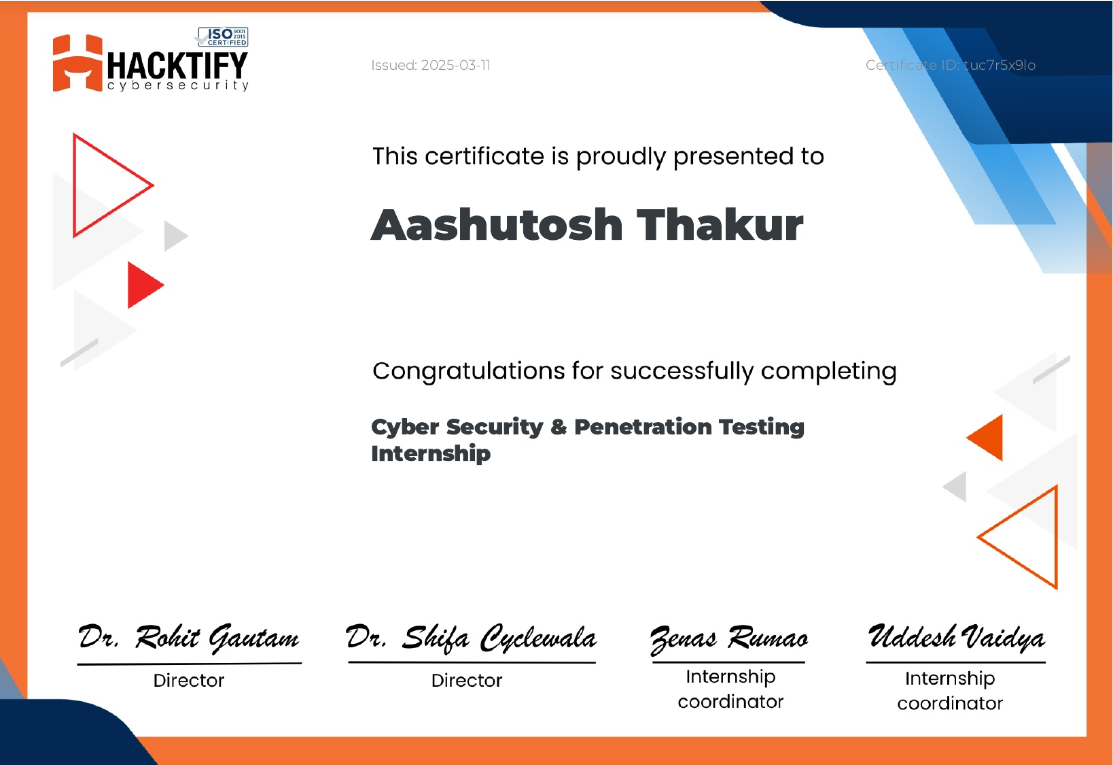 ISO 9001 2015 CERTIFIED
HACKTIFY
cybersecurity
Issued: 2025-03-11
Certificate ID: tuc7r5x9lo
This certificate is proudly presented to
Aashutosh Thakur
Congratulations for successfully completing
Cyber Security & Penetration Testing
Internship
Dr. Rohit Gautam
Director
Dr. Shifa Cyclewala
Director
Zenas Rumao
Internship
coordinator
Uddesh Vaidya
Internship
coordinator